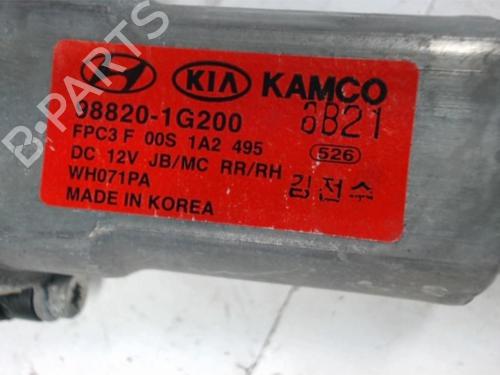 KIA KAMCO
98820-1G200 6B21
FPC3 F 00S 1A2 495
DC 12V JB/MC RR/RH 526
WH071PA 김전수
MADE IN KOREA
B-PARTS